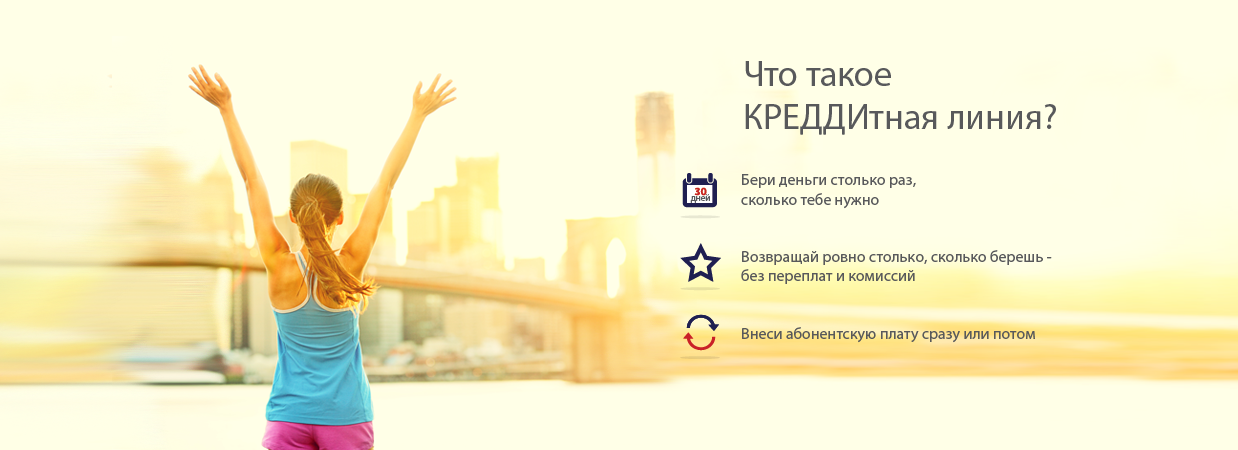 Что такое
КРЕДДИтная линия?
30
дней
Бери деньги столько раз,
сколько тебе нужно
Возвращай ровно столько, сколько берешь -
без переплат и комиссий
Внеси абонентскую плату сразу или потом